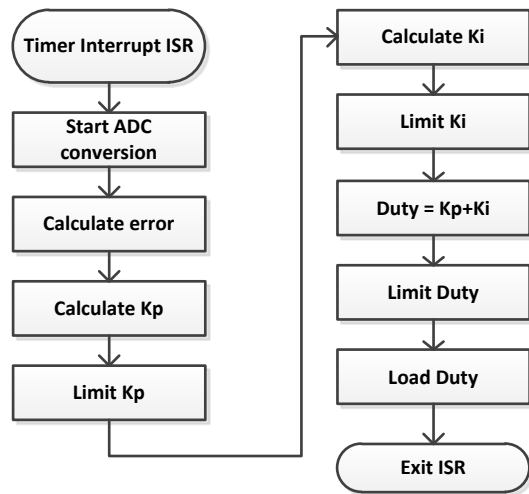 Timer Interrupt ISR
Start ADC
conversion
Calculate error
Calculate Kp
Limit Kp
Calculate Ki
Limit Ki
Duty = Kp+Ki
Limit Duty
Load Duty
Exit ISR